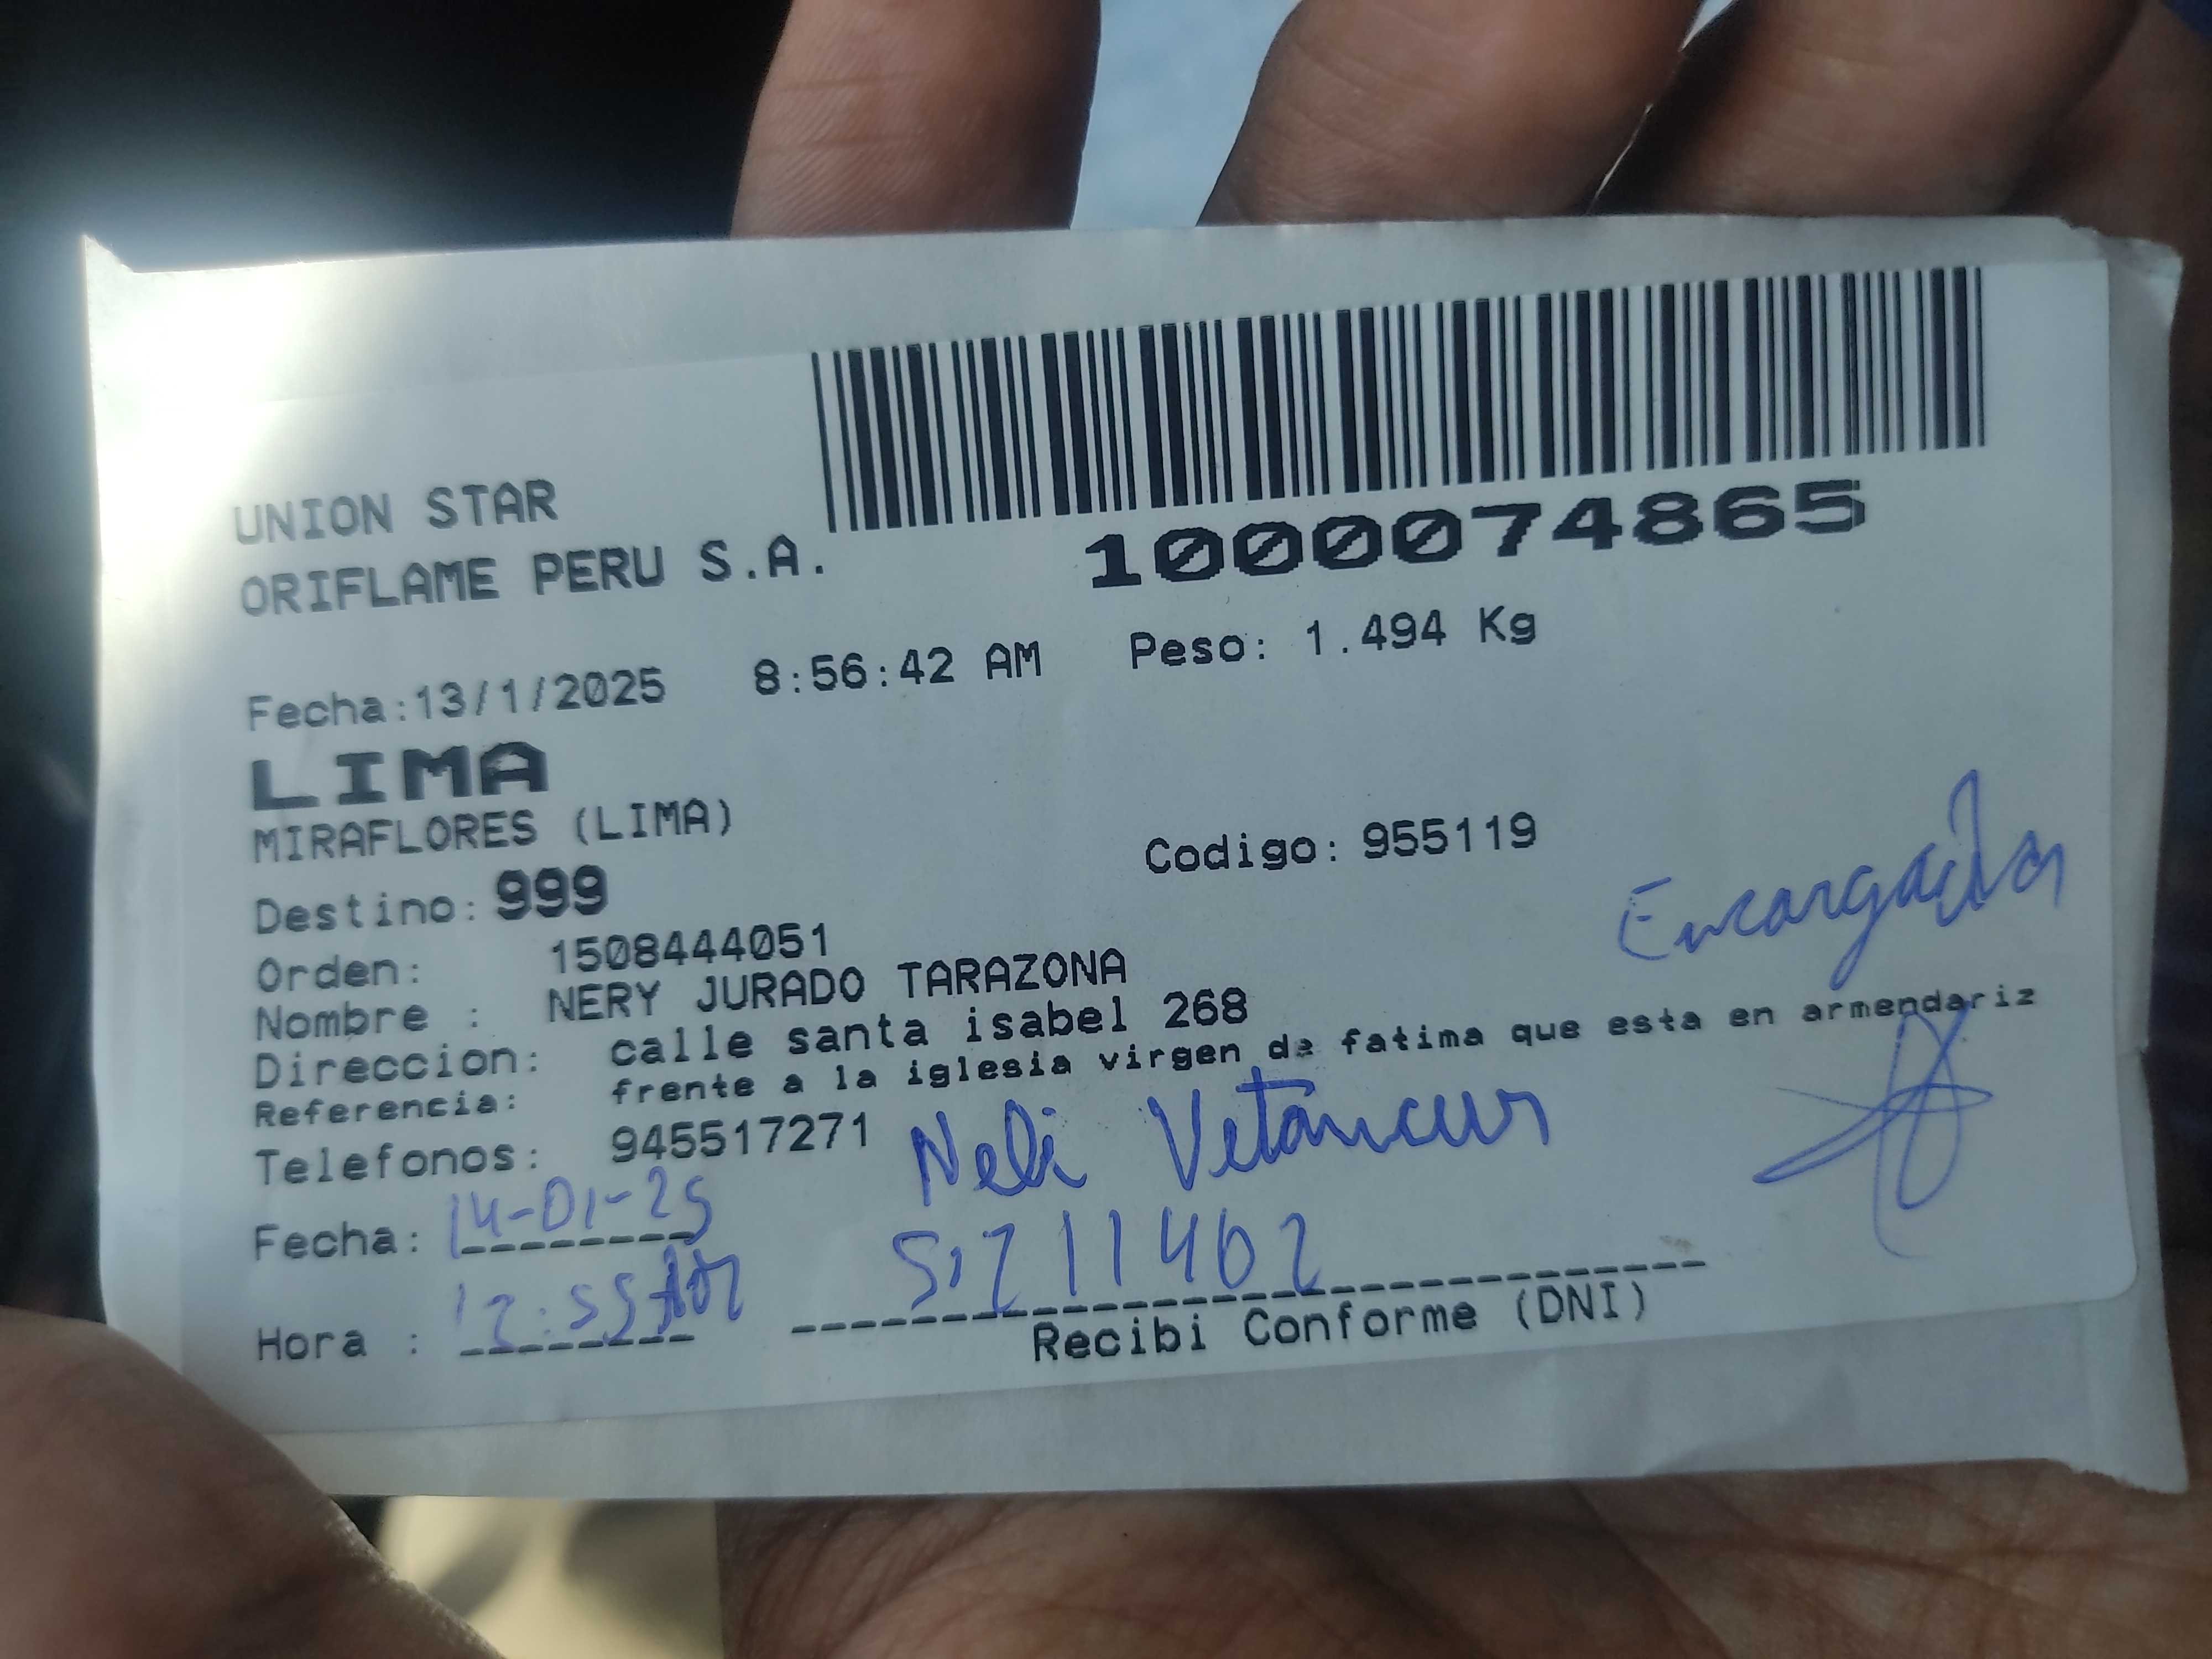 UNION STAR
ORIFLAME PERU S.A.
1000074865
Fecha:13/1/2025 8:56:42 AM Peso: 1.494 Kg
LIMA
MIRAFLORES (LIMA)
Destino: 999 Codigo: 955119
Encargada
Orden: 1508444051
Nombre : NERY JURADO TARAZONA
Direccion: calle santa isabel 268
Referencia: frente a la iglesia virgen de fatima que esta en armendariz
Telefonos: 945517271
Neli Vetancur
Fecha: 14-01-25
Hora :
Recibi Conforme (DNI)